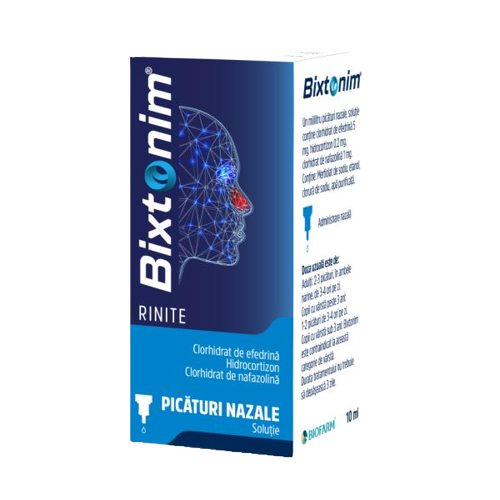 Bixtonim®
RINITE
Clorhidrat de efedrină
Hidrocortizon
Clorhidrat de nafazolină
PICĂTURI NAZALE
Soluție
Bixtonim®
Un mililitru picături nazale, soluție
conține clorhidrat de efedrină 5
mg, hidrocortizon 0,2 mg,
clorhidrat de nafazolină 1 mg.
Conține: Mertiolat de sodiu, etanol,
clorură de sodiu, apă purificată.
Administrare nazală
Doza uzuală este de:
Adulți: 2-3 picături, în ambele
narine, de 3-4 ori pe zi.
Copii cu vârstă peste 3 ani:
1-2 picături de 3-4 ori pe zi.
Copii cu vârstă sub 3 ani: Bixtonim
este contraindicat la această
categorie de vârstă.
Durata tratamentului nu trebuie
să depășească 3 zile.
BIOFARM®
10 ml